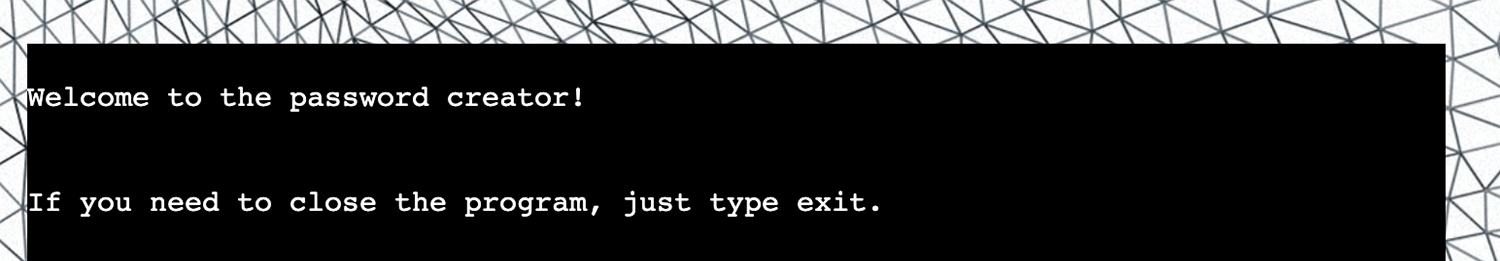 Welcome to the password creator!
If you need to close the program, just type exit.